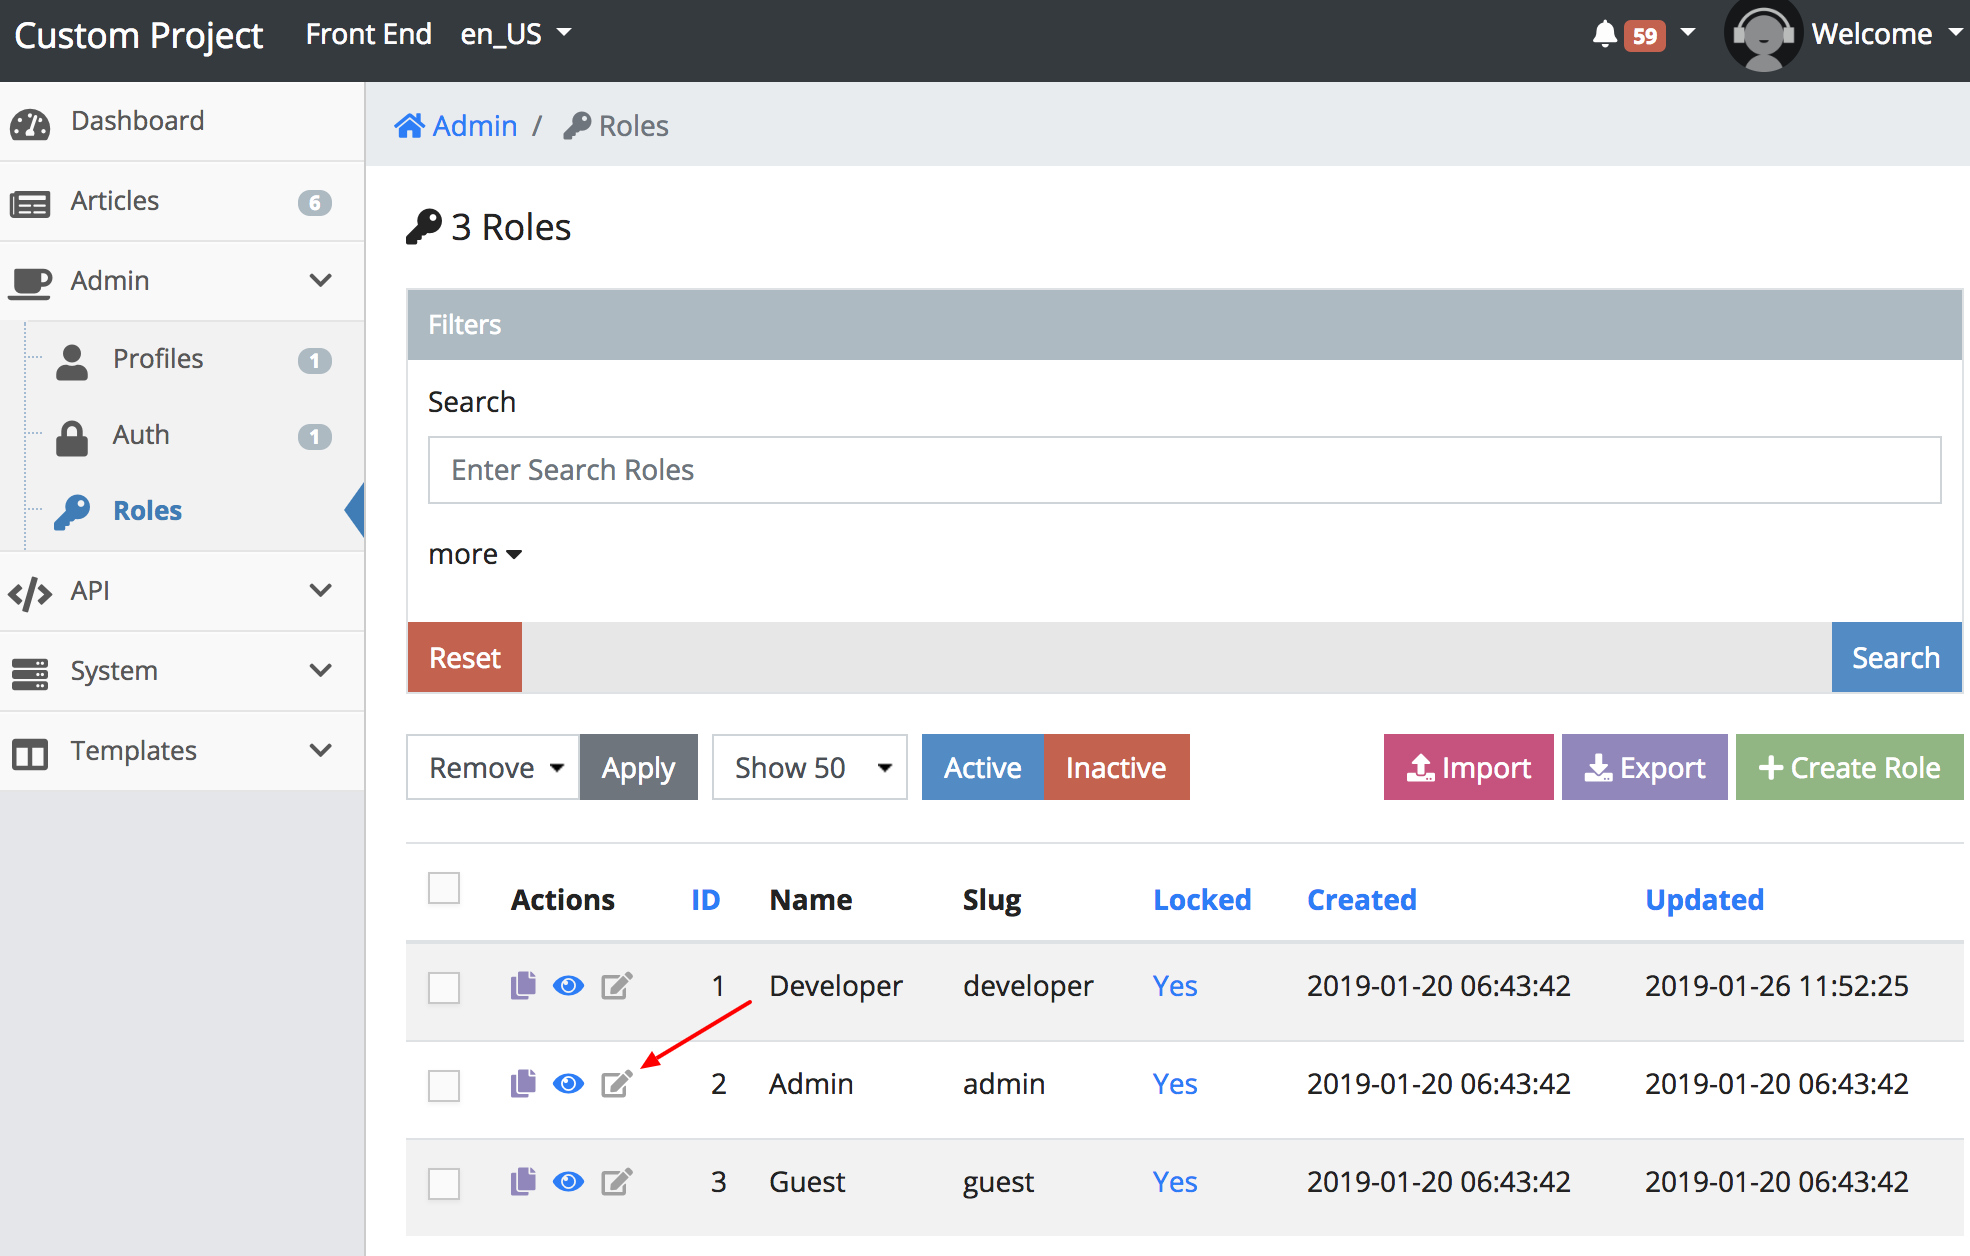 Custom Project Front End en_US 59 Welcome
Dashboard
Articles 6
Admin
Profiles 1
Auth 1
Roles
API
System
Templates
Admin / Roles
3 Roles
Filters
Search
Enter Search Roles
more
Reset Search
Remove Apply Show 50 Active Inactive Import Export Create Role
Actions ID Name Slug Locked Created Updated
1 Developer developer Yes 2019-01-20 06:43:42 2019-01-26 11:52:25
2 Admin admin Yes 2019-01-20 06:43:42 2019-01-20 06:43:42
3 Guest guest Yes 2019-01-20 06:43:42 2019-01-20 06:43:42